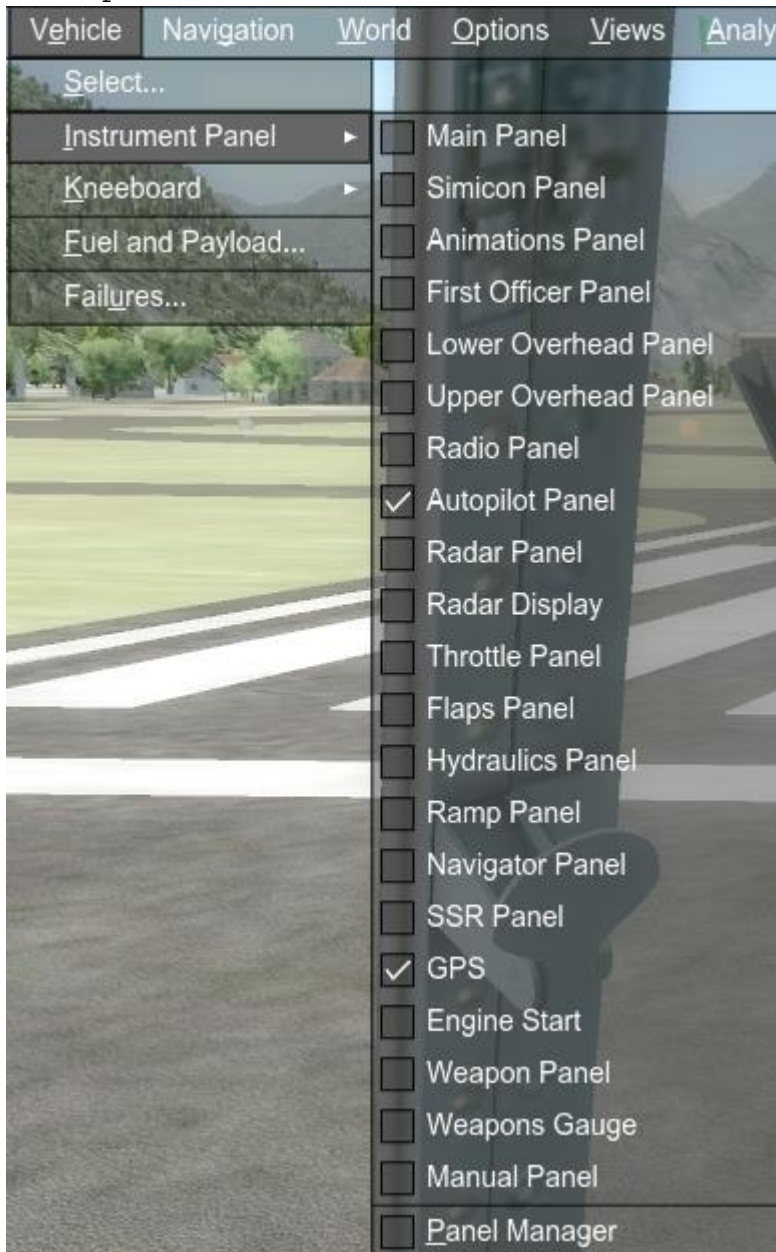 Vehicle Navigation World Options Views Analy
Select...
Instrument Panel
Kneeboard
Fuel and Payload...
Failures...
Main Panel
Simicon Panel
Animations Panel
First Officer Panel
Lower Overhead Panel
Upper Overhead Panel
Radio Panel
Autopilot Panel
Radar Panel
Radar Display
Throttle Panel
Flaps Panel
Hydraulics Panel
Ramp Panel
Navigator Panel
SSR Panel
GPS
Engine Start
Weapon Panel
Weapons Gauge
Manual Panel
Panel Manager